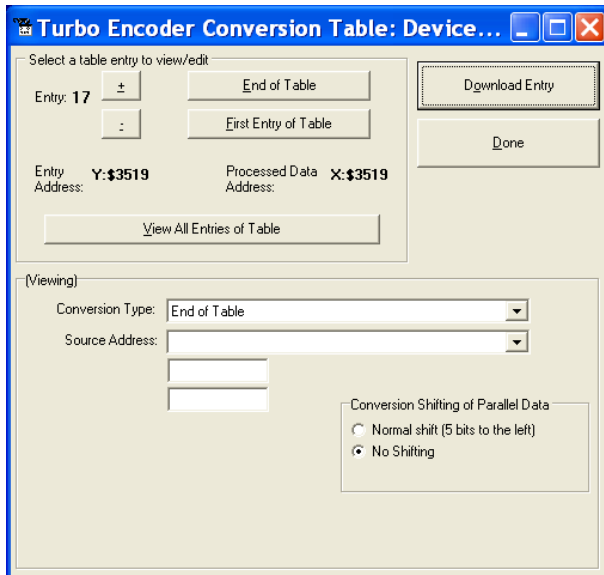 Turbo Encoder Conversion Table: Device...
Select a table entry to view/edit
Entry: 17
+
End of Table
Download Entry
-
First Entry of Table
Done
Entry Address:
Y:$3519
Processed Data Address:
X:$3519
View All Entries of Table
(Viewing)
Conversion Type: End of Table
Source Address:
Conversion Shifting of Parallel Data
Normal shift (5 bits to the left)
No Shifting